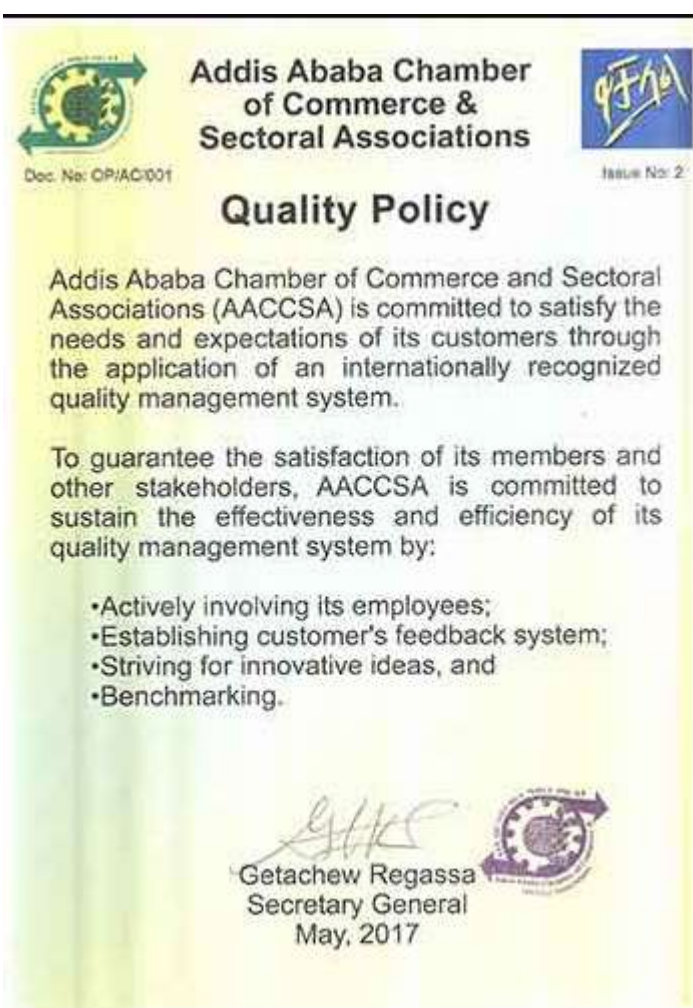 Addis Ababa Chamber
of Commerce &
Sectoral Associations
Doc. No: OP/AC/001
Issue No: 2
Quality Policy
Addis Ababa Chamber of Commerce and Sectoral
Associations (AACCSA) is committed to satisfy the
needs and expectations of its customers through
the application of an internationally recognized
quality management system.
To guarantee the satisfaction of its members and
other stakeholders, AACCSA is committed to
sustain the effectiveness and efficiency of its
quality management system by:
•Actively involving its employees;
•Establishing customer's feedback system;
•Striving for innovative ideas, and
•Benchmarking.
Getachew Regassa
Secretary General
May, 2017